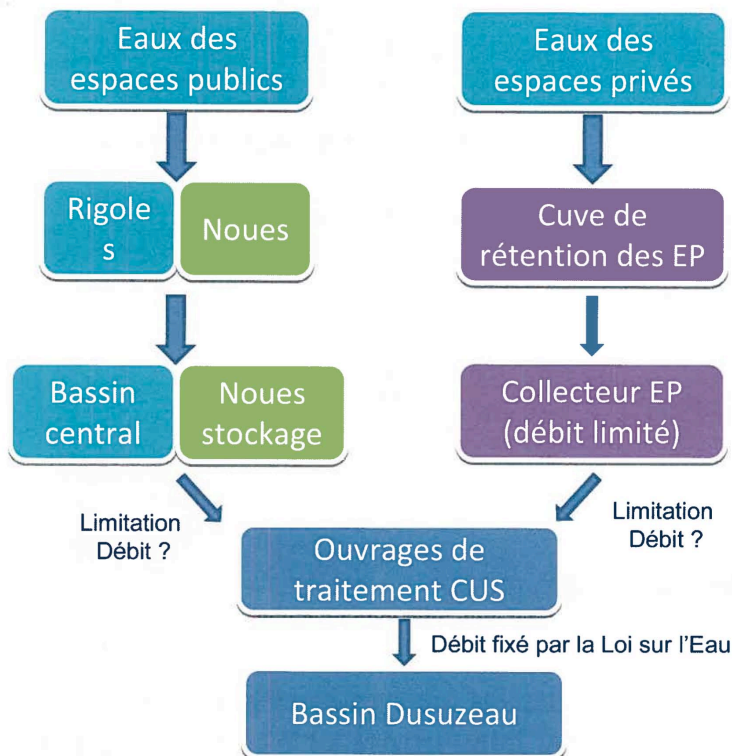 Eaux des
espaces publics
Eaux des
espaces privés
Rigole
s
Noues
Cuve de
rétention des EP
Bassin
central
Noues
stockage
Collecteur EP
(débit limité)
Limitation
Débit ?
Limitation
Débit ?
Ouvrages de
traitement CUS
Débit fixé par la Loi sur l'Eau
Bassin Dusuzeau